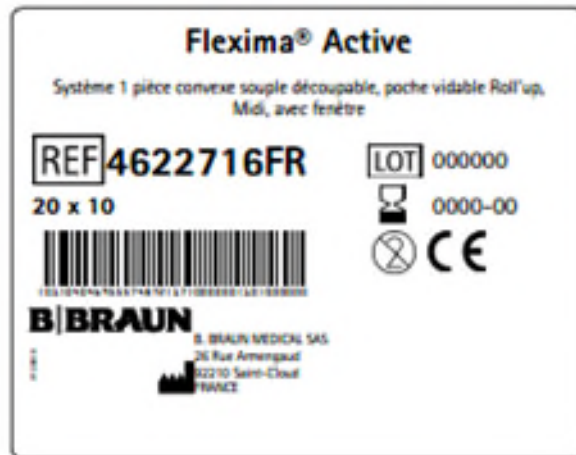 Flexima® Active
Système 1 pièce convexe souple découpable, poche vidable Roll'up,
Midi, avec fenêtre
REF 4622716FR
LOT 000000
20 x 10
0000-00
2
CE
B|BRAUN
B. BRAUN MEDICAL SAS
26 Rue Armengaud
92210 Saint-Cloud
FRANCE